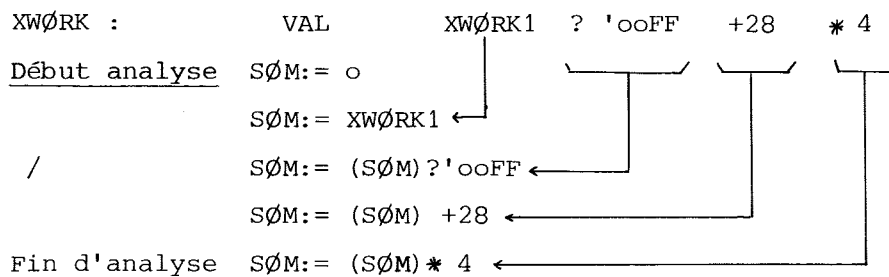 XWØRK : VAL XWØRK1 ? 'ooFF +28 * 4
Début analyse SØM:= o
SØM:= XWØRK1
/ SØM:= (SØM)?'ooFF
SØM:= (SØM) +28
Fin d'analyse SØM:= (SØM)* 4